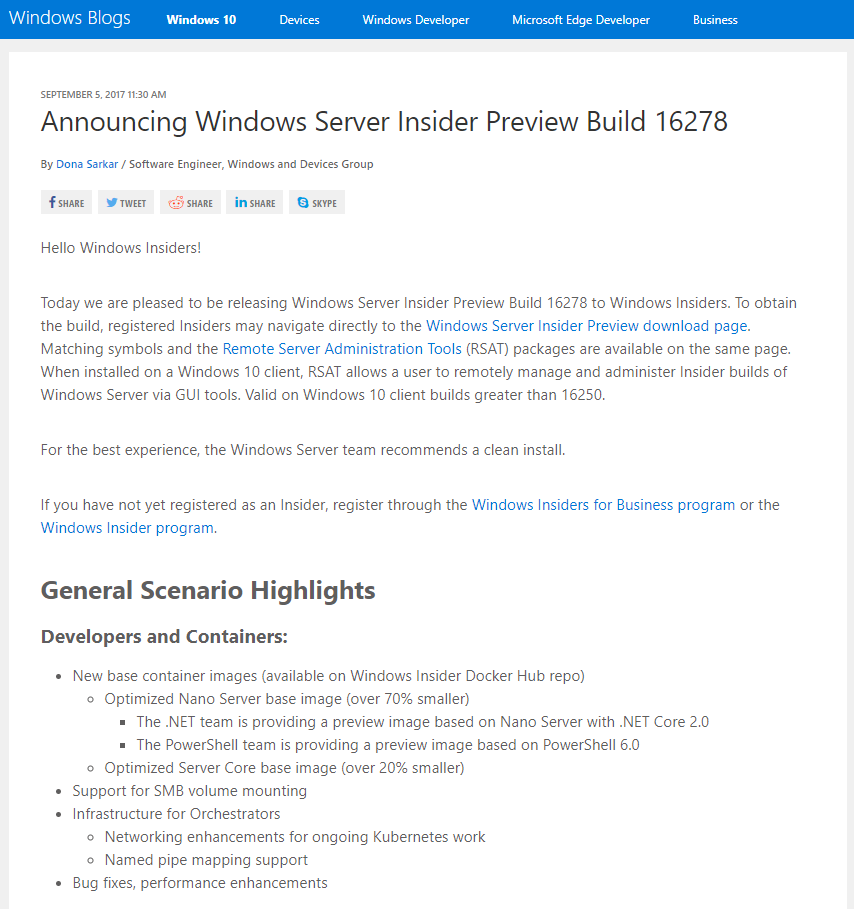 Windows Blogs Windows 10 Devices Windows Developer Microsoft Edge Developer Business
SEPTEMBER 5, 2017 11:30 AM
Announcing Windows Server Insider Preview Build 16278
By Dona Sarkar / Software Engineer, Windows and Devices Group
SHARE TWEET SHARE SHARE SKYPE
Hello Windows Insiders!
Today we are pleased to be releasing Windows Server Insider Preview Build 16278 to Windows Insiders. To obtain
the build, registered Insiders may navigate directly to the Windows Server Insider Preview download page.
Matching symbols and the Remote Server Administration Tools (RSAT) packages are available on the same page.
When installed on a Windows 10 client, RSAT allows a user to remotely manage and administer Insider builds of
Windows Server via GUI tools. Valid on Windows 10 client builds greater than 16250.
For the best experience, the Windows Server team recommends a clean install.
If you have not yet registered as an Insider, register through the Windows Insiders for Business program or the
Windows Insider program.
General Scenario Highlights
Developers and Containers:
• New base container images (available on Windows Insider Docker Hub repo)
◦ Optimized Nano Server base image (over 70% smaller)
▪ The .NET team is providing a preview image based on Nano Server with .NET Core 2.0
▪ The PowerShell team is providing a preview image based on PowerShell 6.0
◦ Optimized Server Core base image (over 20% smaller)
• Support for SMB volume mounting
• Infrastructure for Orchestrators
◦ Networking enhancements for ongoing Kubernetes work
◦ Named pipe mapping support
• Bug fixes, performance enhancements